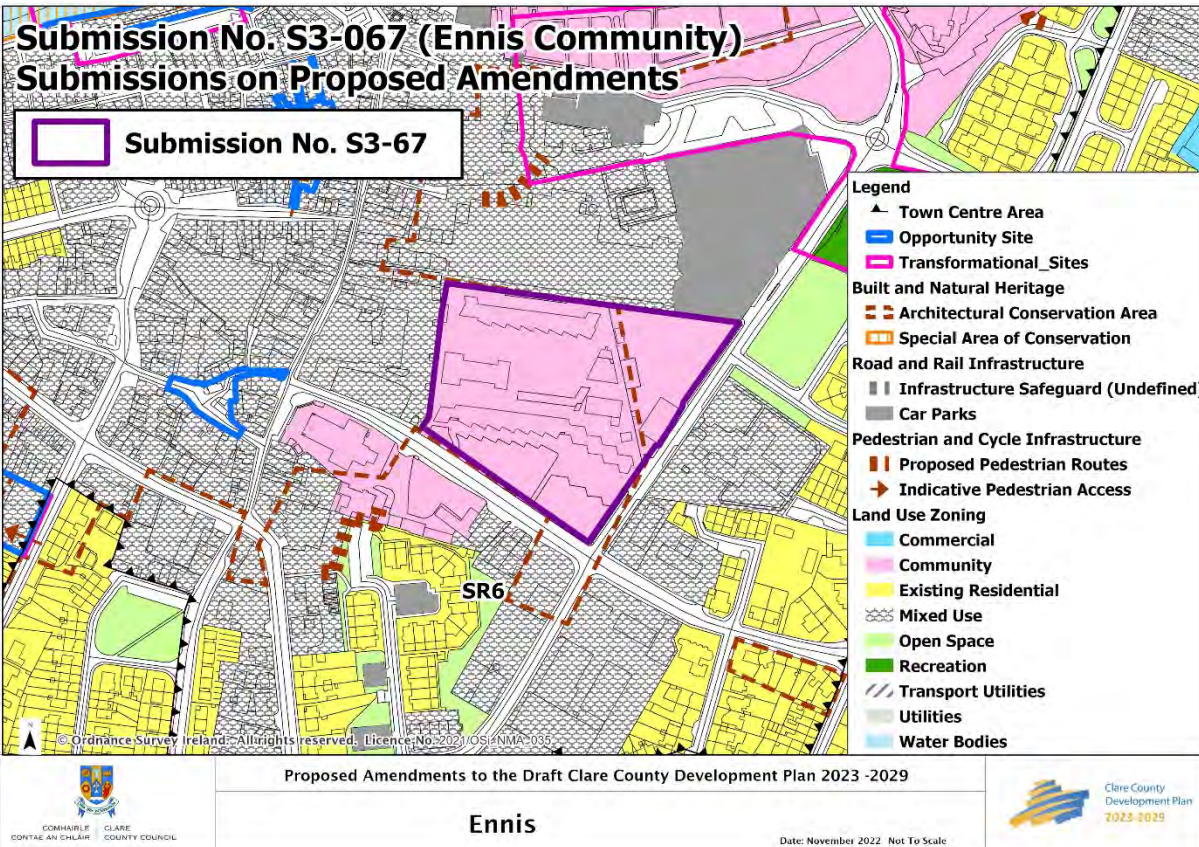 Submission No. S3-067 (Ennis Community)
Submissions on Proposed Amendments
Submission No. S3-67
Legend
Town Centre Area
Opportunity Site
Transformational_Sites
Built and Natural Heritage
Architectural Conservation Area
Special Area of Conservation
Road and Rail Infrastructure
Infrastructure Safeguard (Undefined)
Car Parks
Pedestrian and Cycle Infrastructure
Proposed Pedestrian Routes
Indicative Pedestrian Access
Land Use Zoning
Commercial
Community
Existing Residential
Mixed Use
Open Space
Recreation
Transport Utilities
Utilities
Water Bodies
SR6
N
© Ordnance Survey Ireland. All rights reserved. Licence No. 2021/OSi_NMA_035
Proposed Amendments to the Draft Clare County Development Plan 2023 -2029
Ennis
Date: November 2022 Not To Scale
COMHAIRLE CLARE
CONTAE AN CHLÁIR COUNTY COUNCIL
Clare County
Development Plan
2023-2029